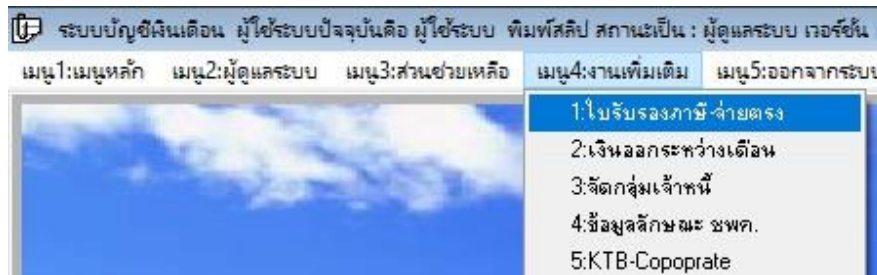 ระบบบัญชีเงินเดือน ผู้ใช้ระบบปัจจุบันคือ ผู้ใช้ระบบ พิมพ์สลิป สถานะเป็น : ผู้ดูแลระบบ เวอร์ชั่น
เมนู1:เมนูหลัก เมนู2:ผู้ดูแลระบบ เมนู3:ส่วนช่วยเหลือ เมนู4:งานเพิ่มเติม เมนู5:ออกจากระบบ
1:ใบรับรองภาษี-จ่ายตรง
2:เงินออกระหว่างเดือน
3:จัดกลุ่มเจ้าหนี้
4:ข้อมูลลักษณะ ชพค.
5:KTB-Copoprate